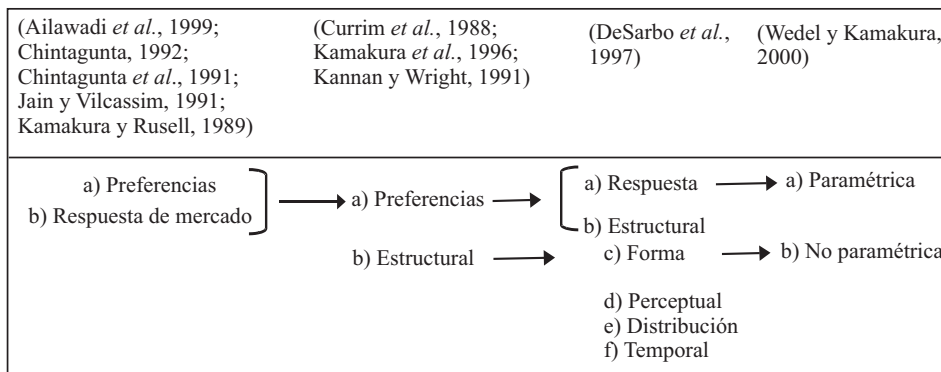 (Ailawadi et al., 1999;
Chintagunta, 1992;
Chintagunta et al., 1991;
Jain y Vilcassim, 1991;
Kamakura y Rusell, 1989)
(Currim et al., 1988;
Kamakura et al., 1996;
Kannan y Wright, 1991)
(DeSarbo et al.,
1997)
(Wedel y Kamakura,
2000)
a) Preferencias
b) Respuesta de mercado
a) Preferencias
b) Estructural
a) Respuesta
b) Estructural
c) Forma
d) Perceptual
e) Distribución
f) Temporal
a) Paramétrica
b) No paramétrica